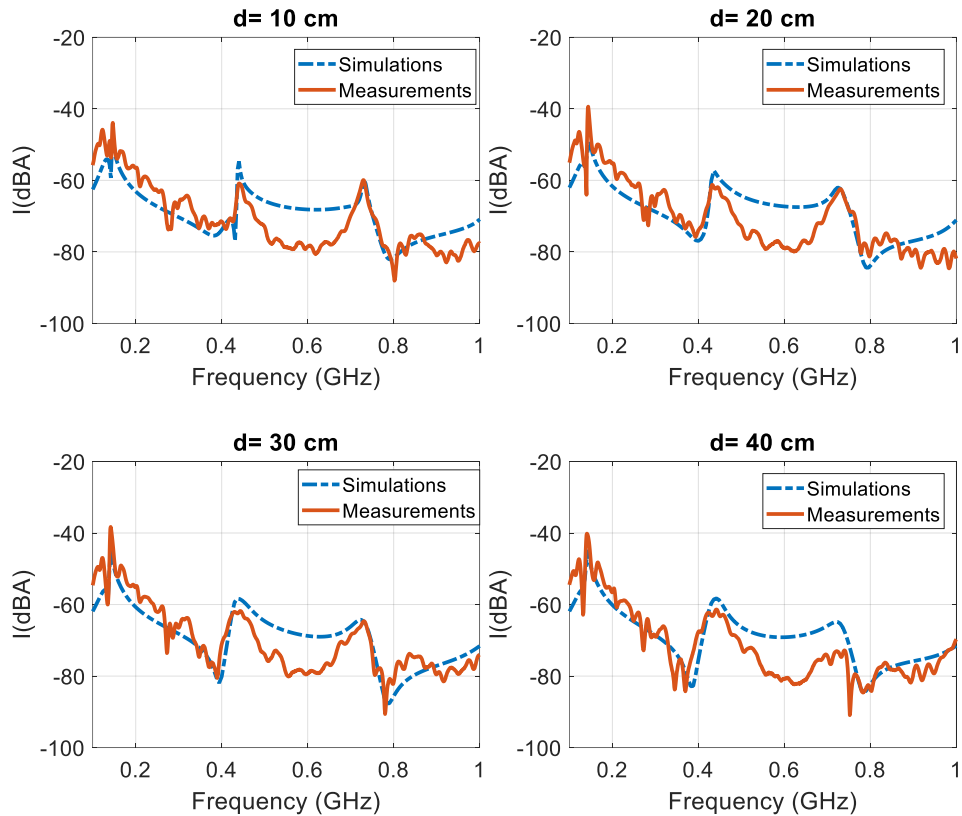 d= 10 cm
-20
-40
-60
-80
-100
I(dBA)
Simulations
Measurements
0.2 0.4 0.6 0.8 1
Frequency (GHz)
d= 20 cm
-20
-40
-60
-80
-100
I(dBA)
Simulations
Measurements
0.2 0.4 0.6 0.8 1
Frequency (GHz)
d= 30 cm
-20
-40
-60
-80
-100
I(dBA)
Simulations
Measurements
0.2 0.4 0.6 0.8 1
Frequency (GHz)
d= 40 cm
-20
-40
-60
-80
-100
I(dBA)
Simulations
Measurements
0.2 0.4 0.6 0.8 1
Frequency (GHz)